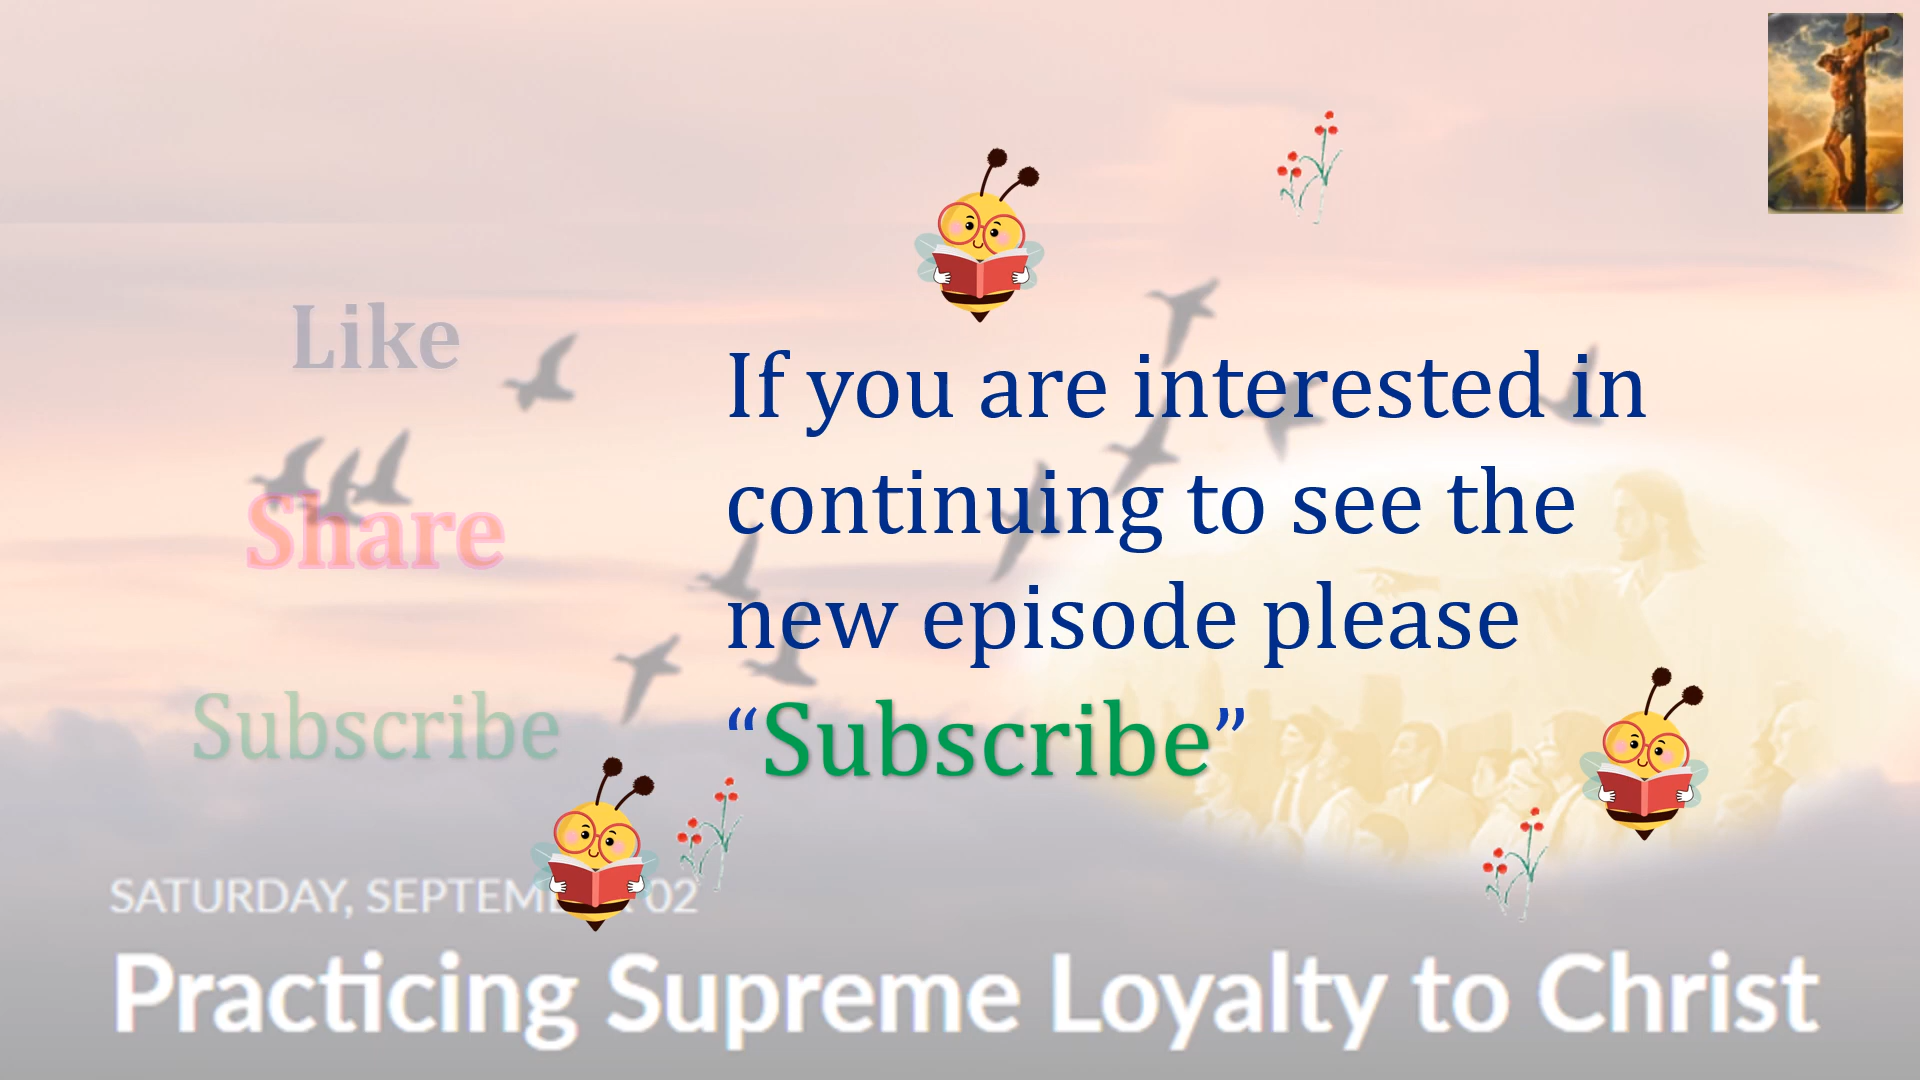 Like
Share
Subscribe
If you are interested in
continuing to see the
new episode please
“Subscribe”
SATURDAY, SEPTEMBER 02
Practicing Supreme Loyalty to Christ